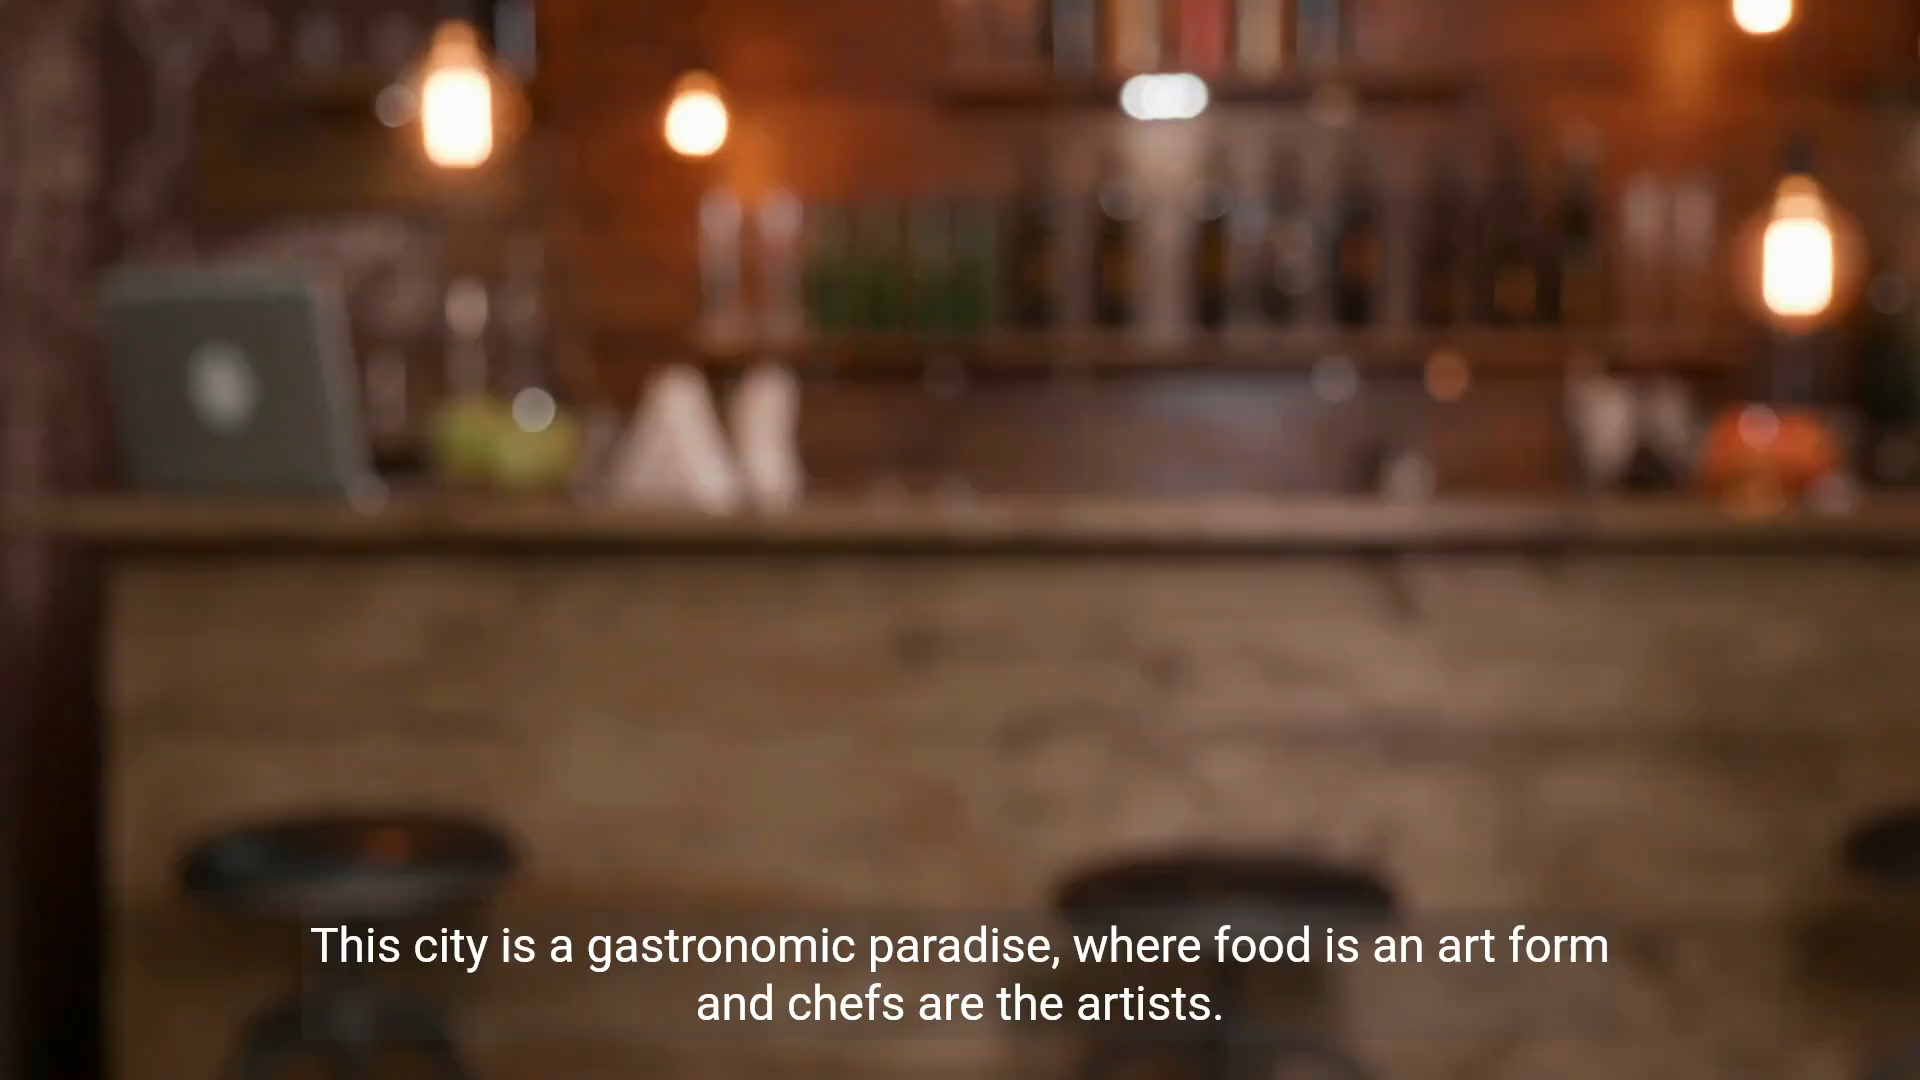 This city is a gastronomic paradise, where food is an art form
and chefs are the artists.